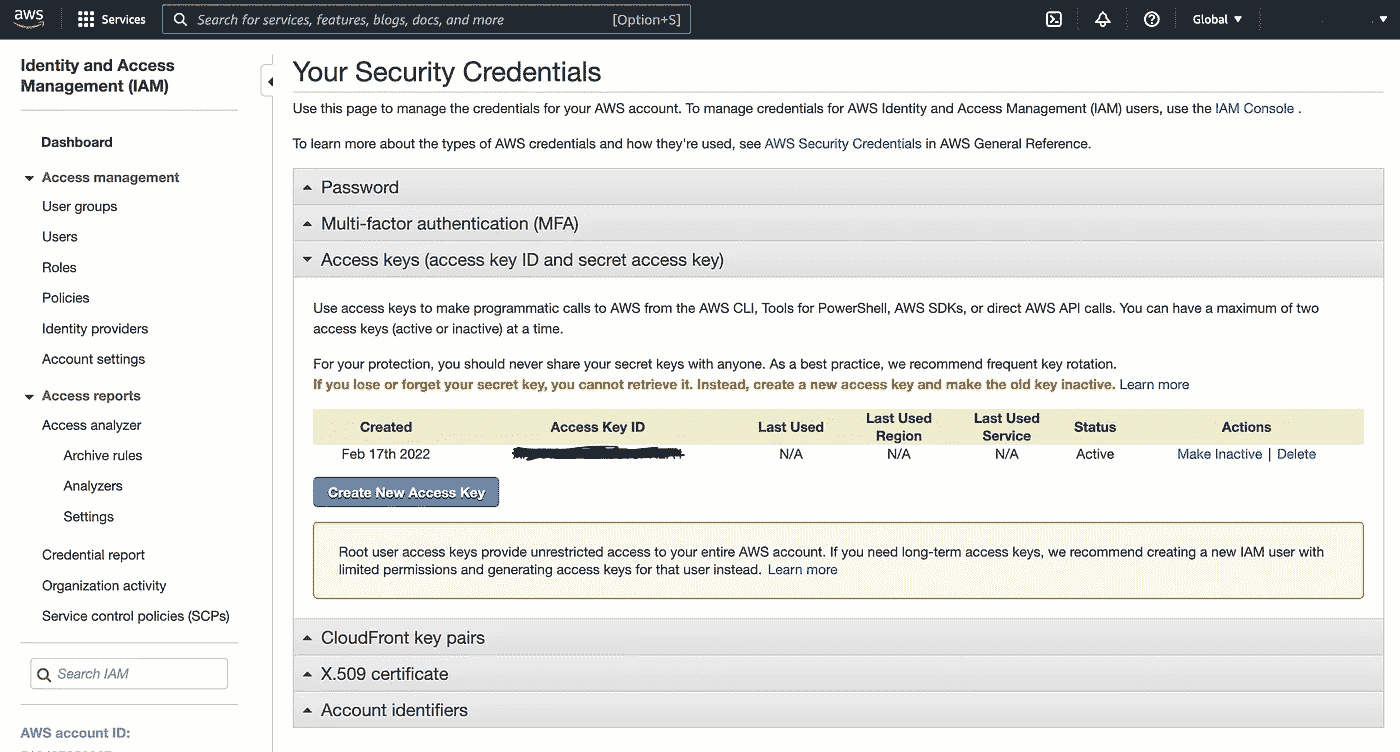 aws
Services
Search for services, features, blogs, docs, and more
[Option+S]
Global
Identity and Access
Management (IAM)
Dashboard
Access management
User groups
Users
Roles
Policies
Identity providers
Account settings
Access reports
Access analyzer
Archive rules
Analyzers
Settings
Credential report
Organization activity
Service control policies (SCPs)
Search IAM
AWS account ID:
Your Security Credentials
Use this page to manage the credentials for your AWS account. To manage credentials for AWS Identity and Access Management (IAM) users, use the IAM Console .
To learn more about the types of AWS credentials and how they're used, see AWS Security Credentials in AWS General Reference.
Password
Multi-factor authentication (MFA)
Access keys (access key ID and secret access key)
Use access keys to make programmatic calls to AWS from the AWS CLI, Tools for PowerShell, AWS SDKs, or direct AWS API calls. You can have a maximum of two
access keys (active or inactive) at a time.
For your protection, you should never share your secret keys with anyone. As a best practice, we recommend frequent key rotation.
If you lose or forget your secret key, you cannot retrieve it. Instead, create a new access key and make the old key inactive. Learn more
Created Access Key ID Last Used Last Used Region Last Used Service Status Actions
Feb 17th 2022 N/A N/A N/A Active Make Inactive | Delete
Create New Access Key
Root user access keys provide unrestricted access to your entire AWS account. If you need long-term access keys, we recommend creating a new IAM user with
limited permissions and generating access keys for that user instead. Learn more
CloudFront key pairs
X.509 certificate
Account identifiers